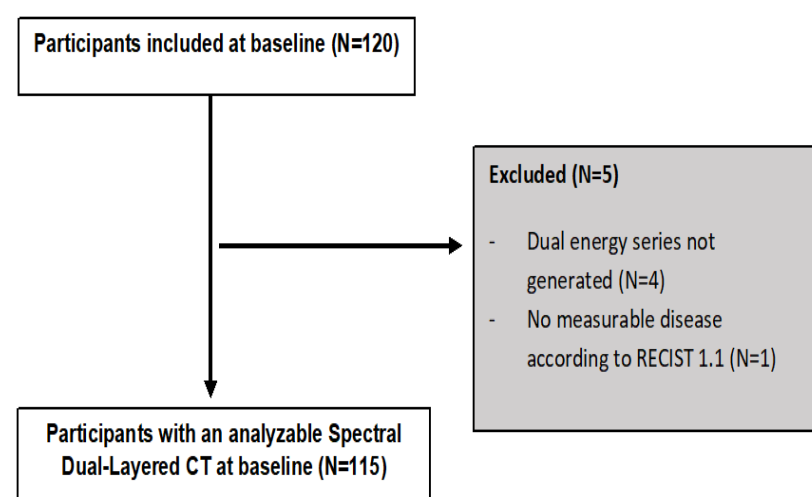 Participants included at baseline (N=120)
Excluded (N=5)
- Dual energy series not
generated (N=4)
- No measurable disease
according to RECIST 1.1 (N=1)
Participants with an analyzable Spectral
Dual-Layered CT at baseline (N=115)